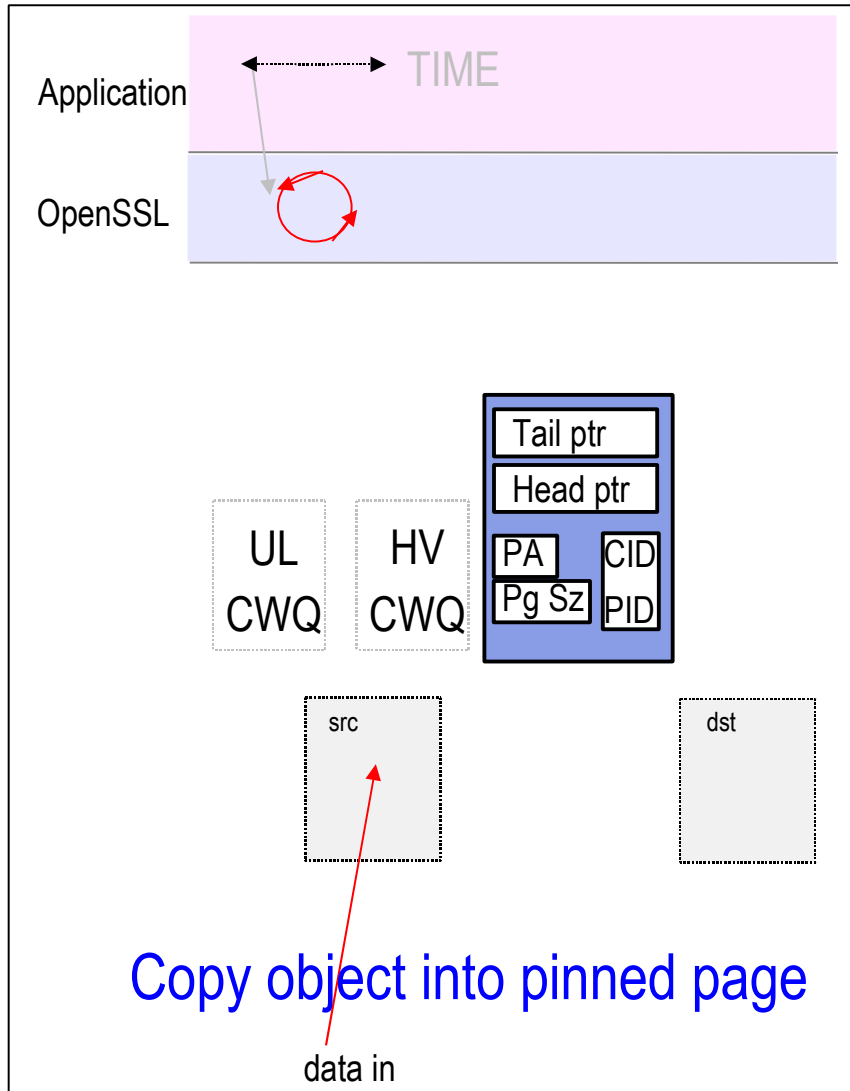 TIME
Application
OpenSSL
Tail ptr
Head ptr
UL
CWQ
HV
CWQ
PA
Pg Sz
CID
PID
src
dst
Copy object into pinned page
data in